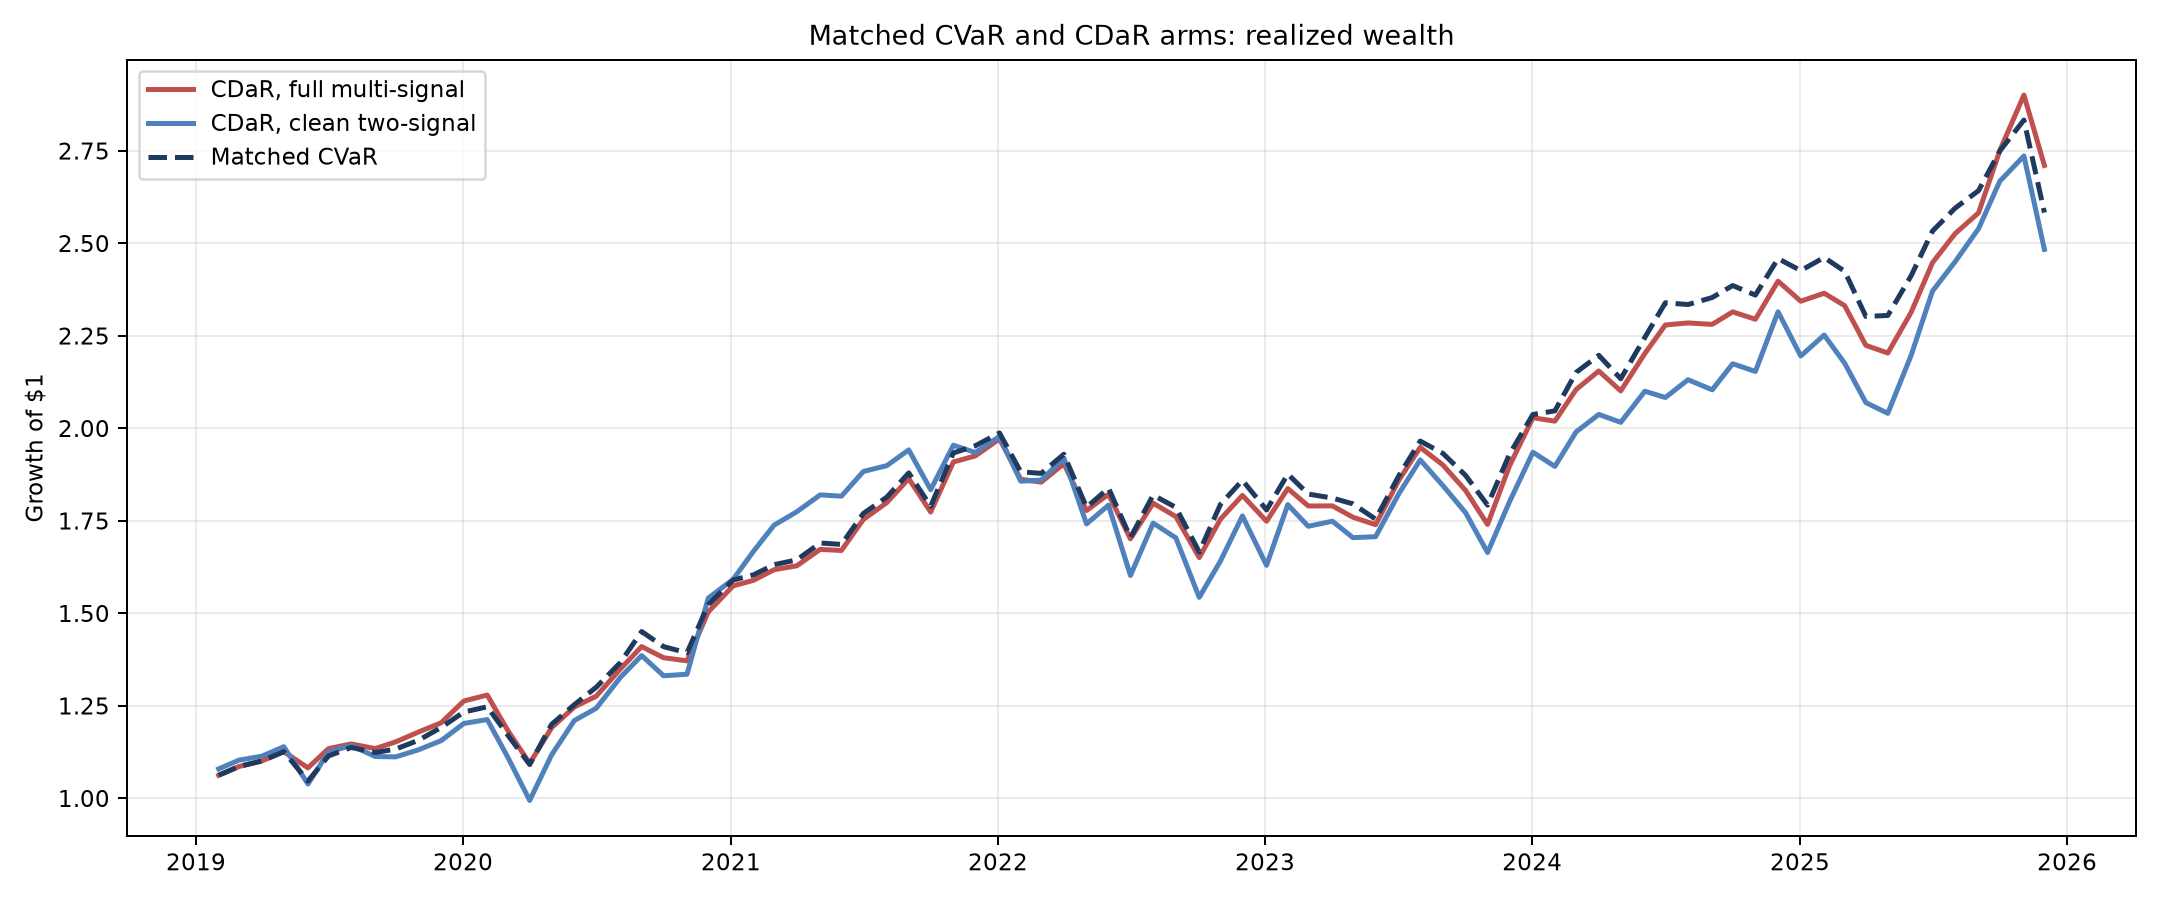 Matched CVaR and CDaR arms: realized wealth
CDaR, full multi-signal
CDaR, clean two-signal
Matched CVaR
Growth of $1
2.75
2.50
2.25
2.00
1.75
1.50
1.25
1.00
2019 2020 2021 2022 2023 2024 2025 2026